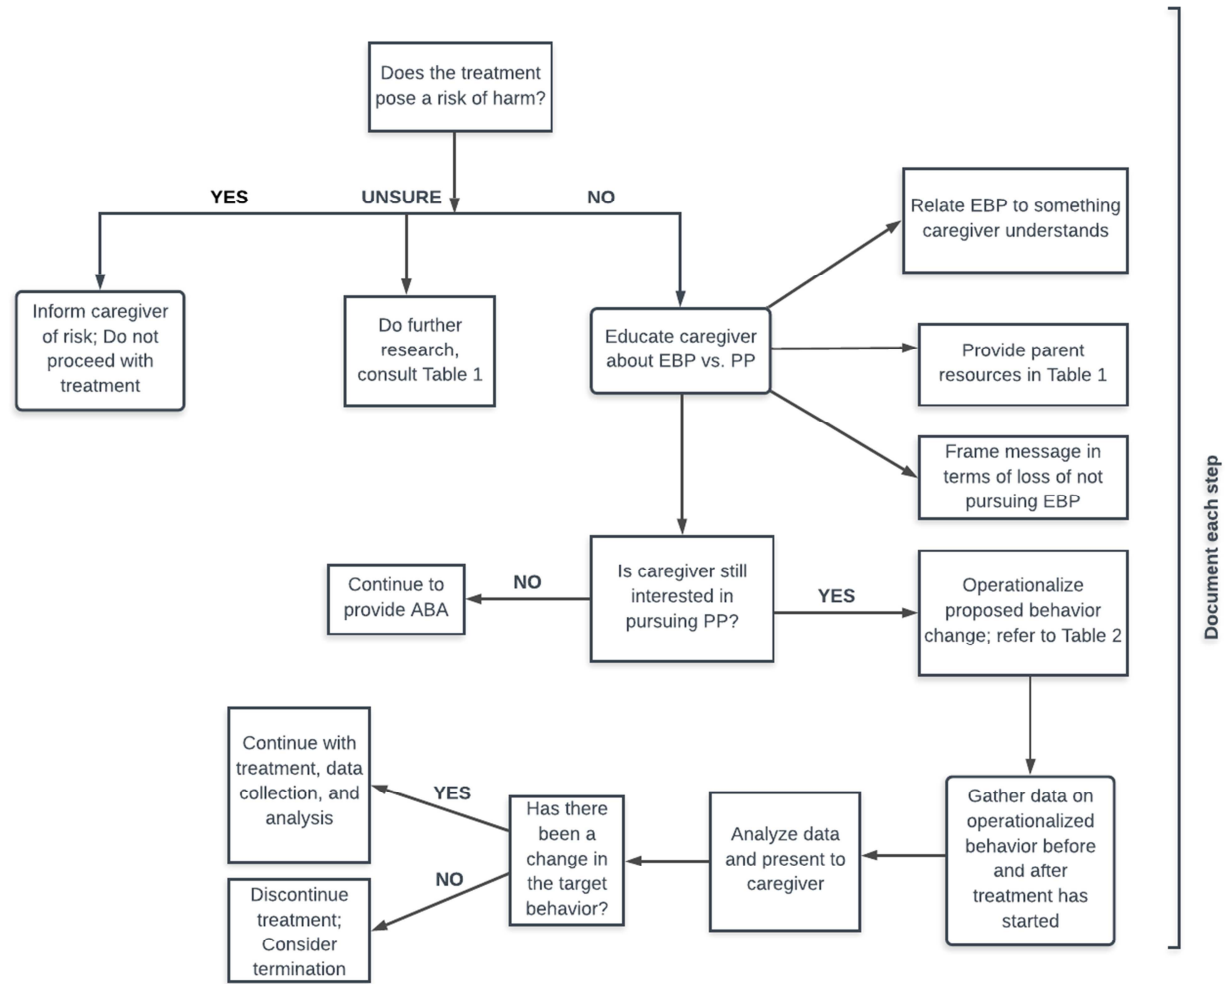 Does the treatment
pose a risk of harm?
YES
UNSURE
NO
Inform caregiver
of risk; Do not
proceed with
treatment
Do further
research,
consult Table 1
Educate caregiver
about EBP vs. PP
Relate EBP to something
caregiver understands
Provide parent
resources in Table 1
Frame message in
terms of loss of not
pursuing EBP
Is caregiver still
interested in
pursuing PP?
NO
Continue to
provide ABA
YES
Operationalize
proposed behavior
change; refer to Table 2
Gather data on
operationalized
behavior before
and after
treatment has
started
Analyze data
and present to
caregiver
Has there
been a
change in
the target
behavior?
YES
Continue with
treatment, data
collection, and
analysis
NO
Discontinue
treatment;
Consider
termination
Document each step